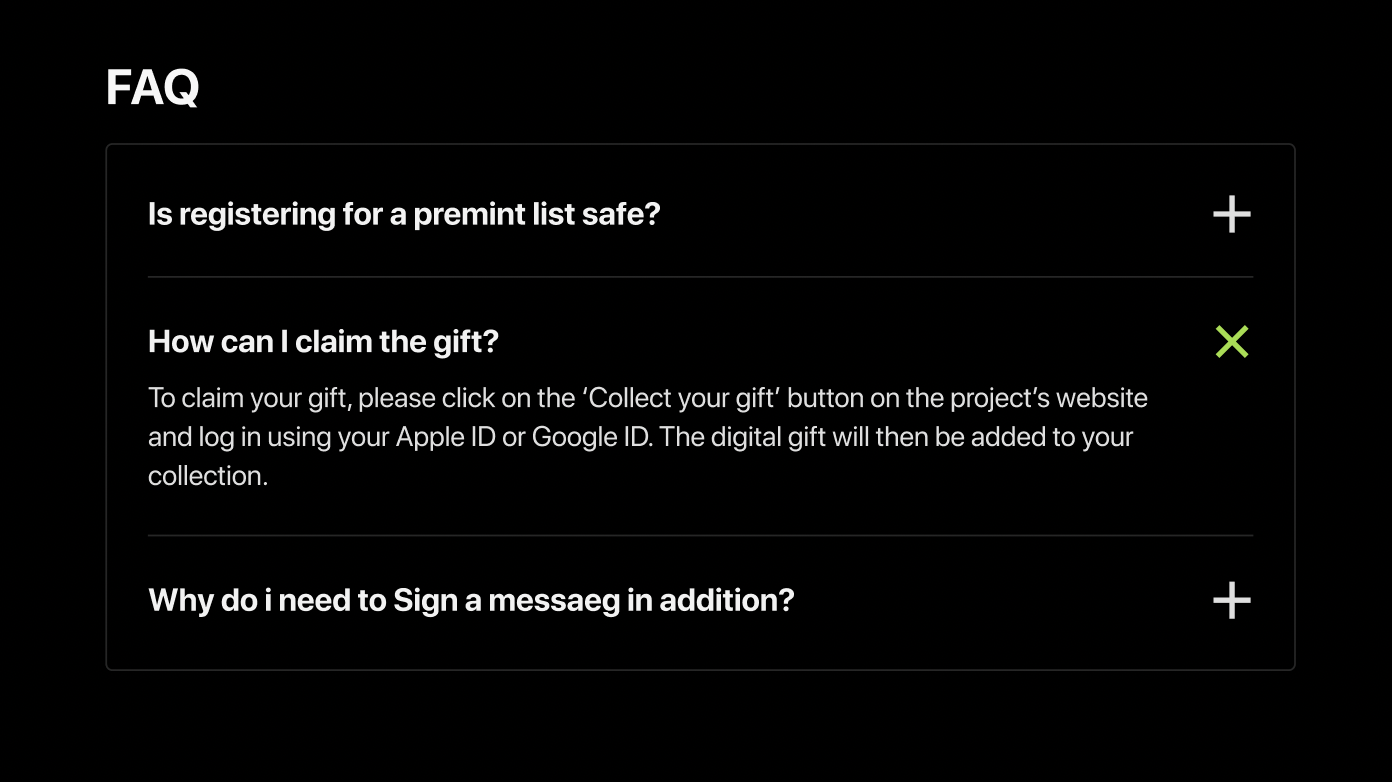 FAQ
Is registering for a premint list safe?
How can I claim the gift?
To claim your gift, please click on the ‘Collect your gift’ button on the project’s website
and log in using your Apple ID or Google ID. The digital gift will then be added to your
collection.
Why do i need to Sign a messaeg in addition?